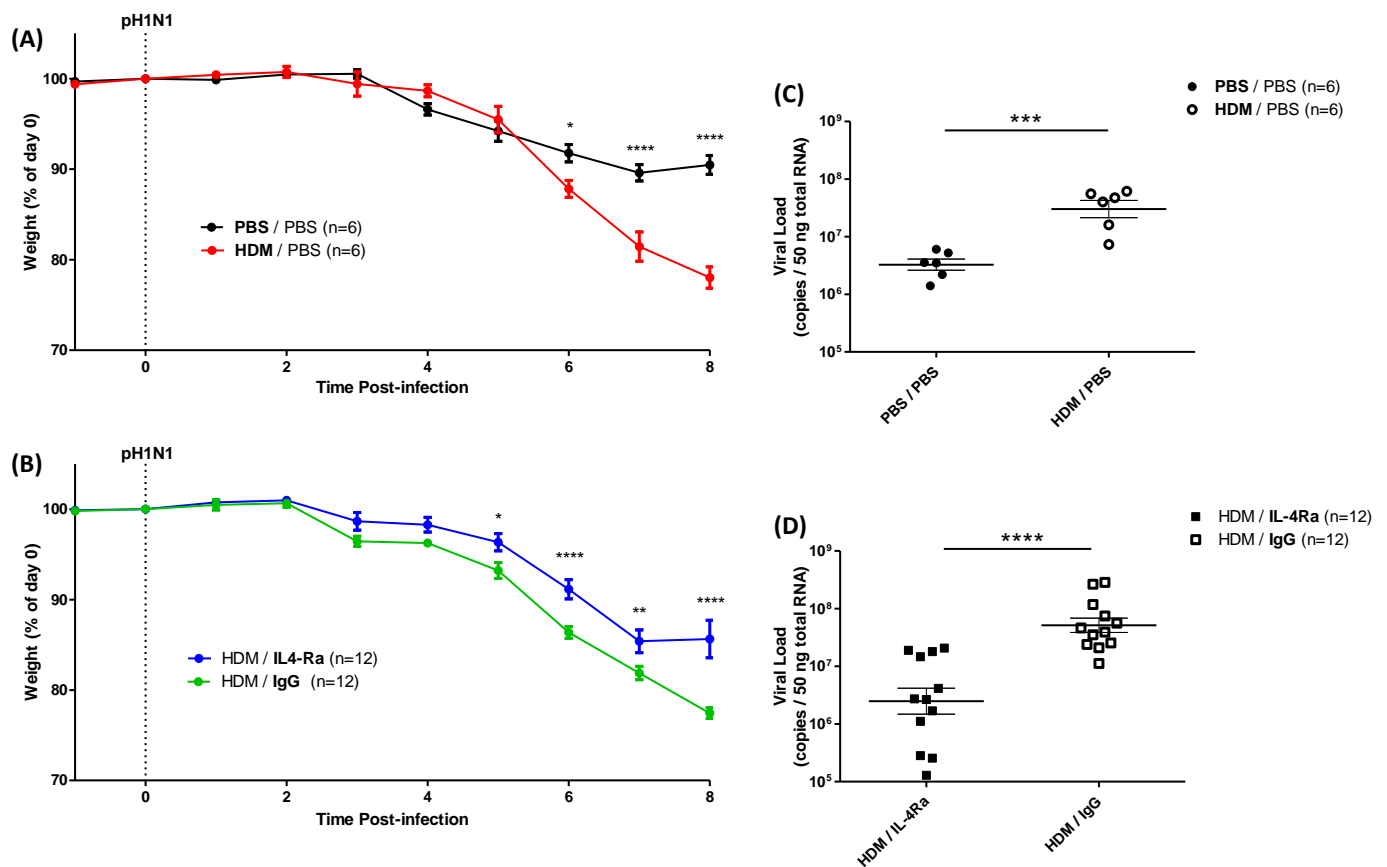 (A)
pH1N1
Weight (% of day 0)
100
90
80
70
* **** ****
PBS / PBS (n=6)
HDM / PBS (n=6)
0 2 4 6 8
Time Post-infection
(B)
pH1N1
Weight (% of day 0)
100
90
80
70
* **** ** ****
HDM / IL4-Ra (n=12)
HDM / IgG (n=12)
0 2 4 6 8
Time Post-infection
(C)
PBS / PBS (n=6)
HDM / PBS (n=6)
Viral Load
(copies / 50 ng total RNA)
10⁹
10⁸
10⁷
10⁶
10⁵
***
PBS / PBS
HDM / PBS
(D)
HDM / IL-4Ra (n=12)
HDM / IgG (n=12)
Viral Load
(copies / 50 ng total RNA)
10⁹
10⁸
10⁷
10⁶
10⁵
****
HDM / IL-4Ra
HDM / IgG